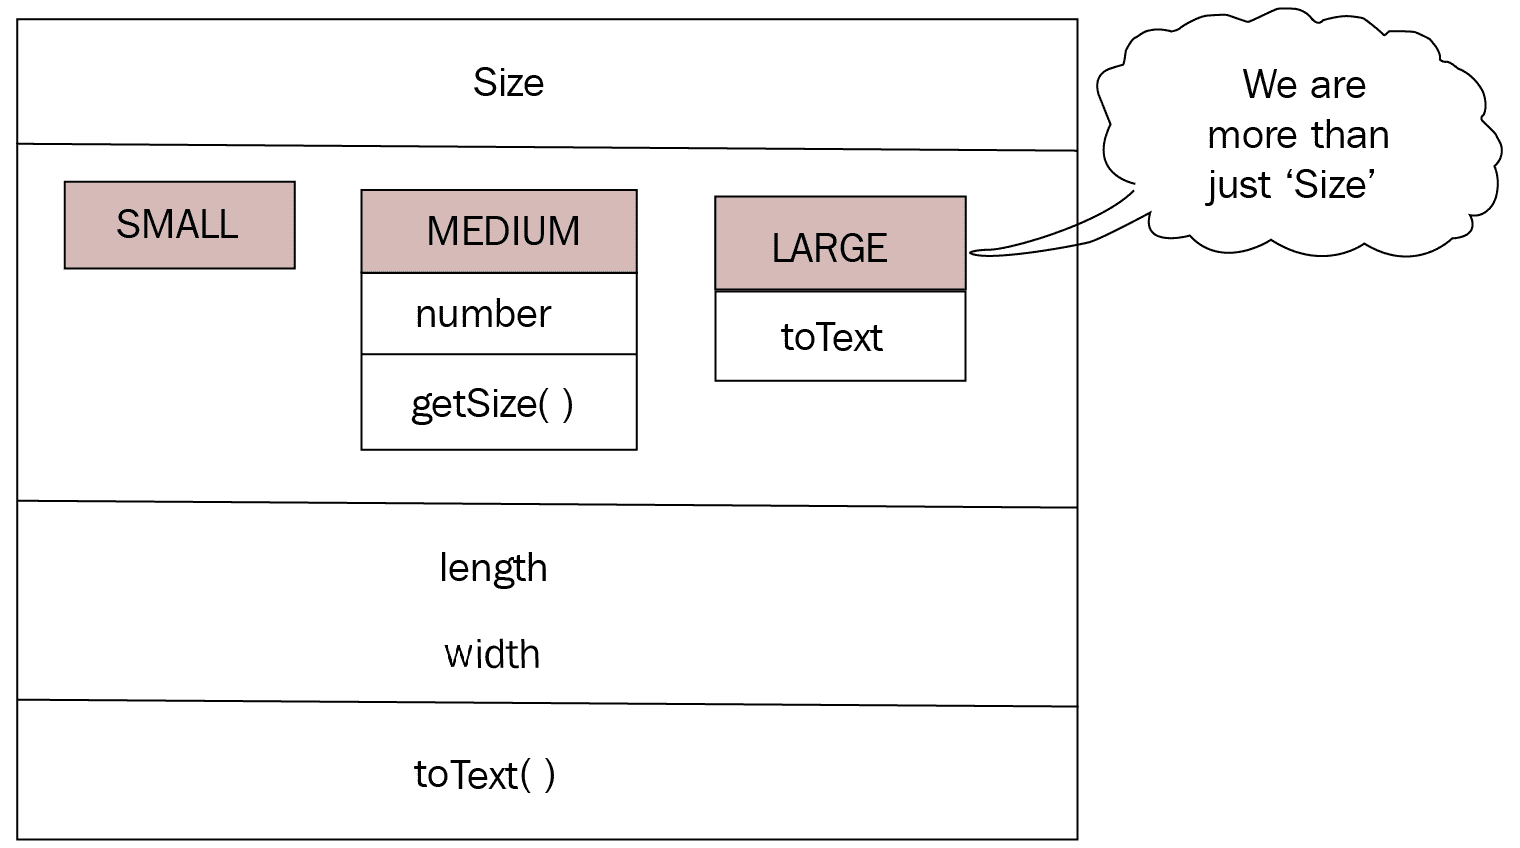 Size
We are
more than
just ‘Size’
SMALL
MEDIUM
number
getSize( )
LARGE
toText
length
width
toText( )